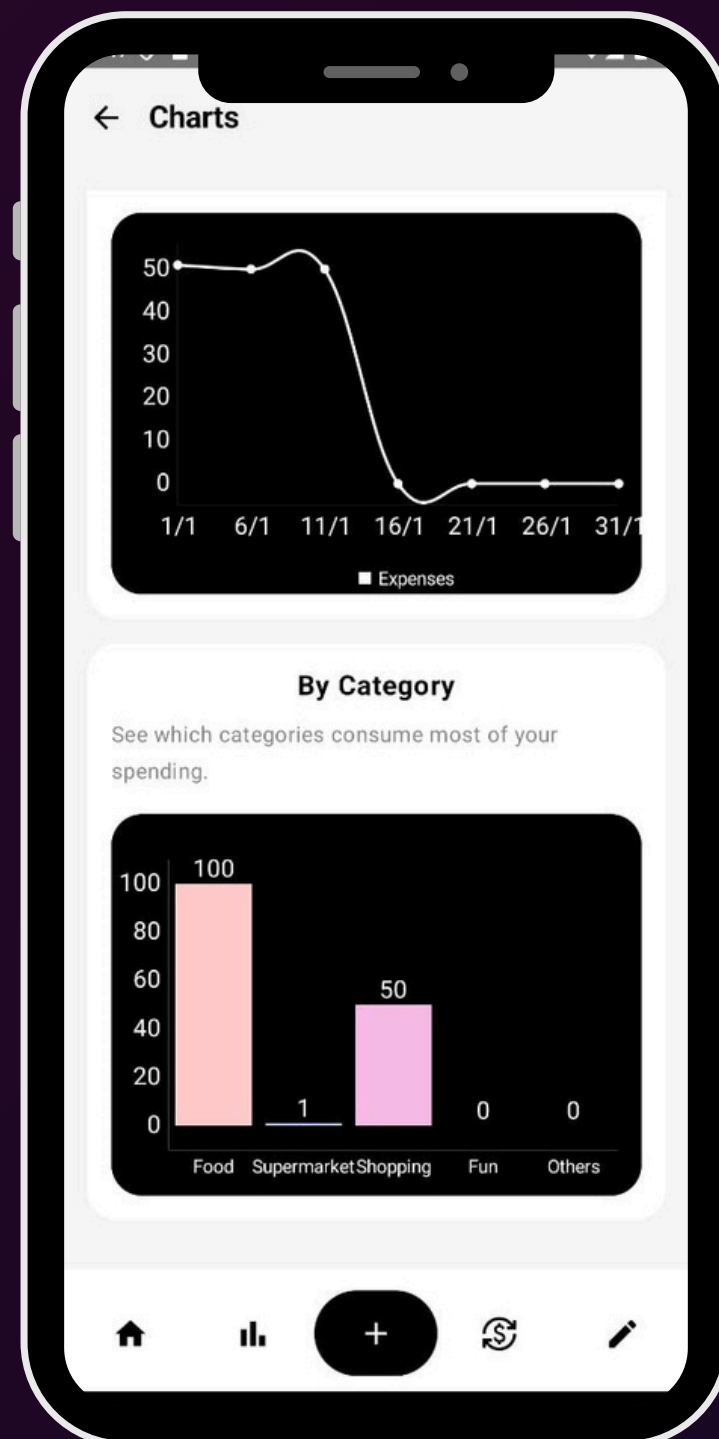 Charts
50
40
30
20
10
0
1/1 6/1 11/1 16/1 21/1 26/1 31/1
Expenses
By Category
See which categories consume most of your
spending.
100
80
60
40
20
0
100
1
50
0
0
Food Supermarket Shopping Fun Others